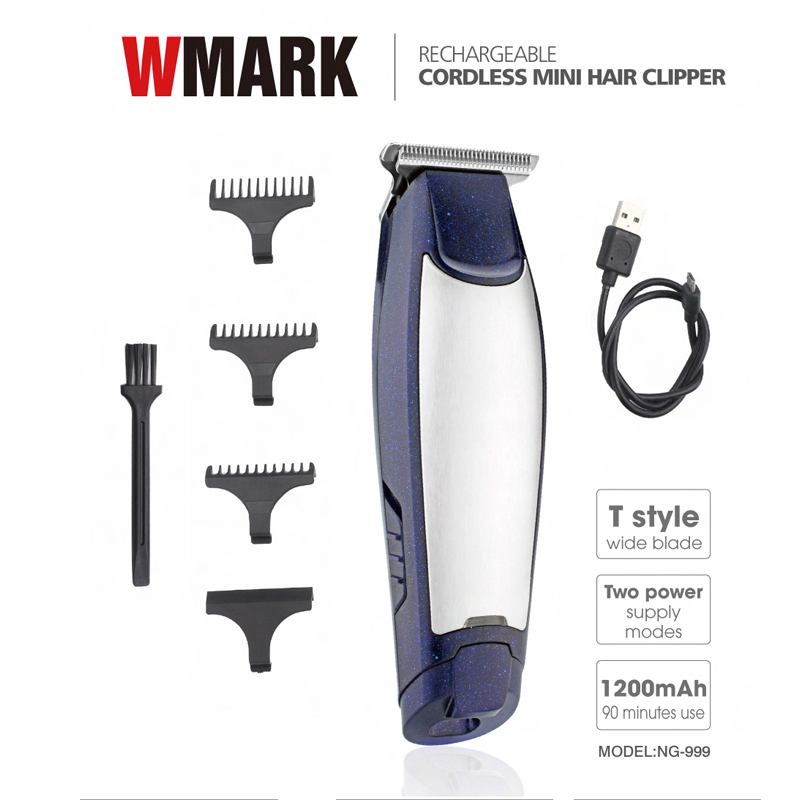 WMARK
RECHARGEABLE
CORDLESS MINI HAIR CLIPPER
T style
wide blade
Two power
supply
modes
1200mAh
90 minutes use
MODEL:NG-999